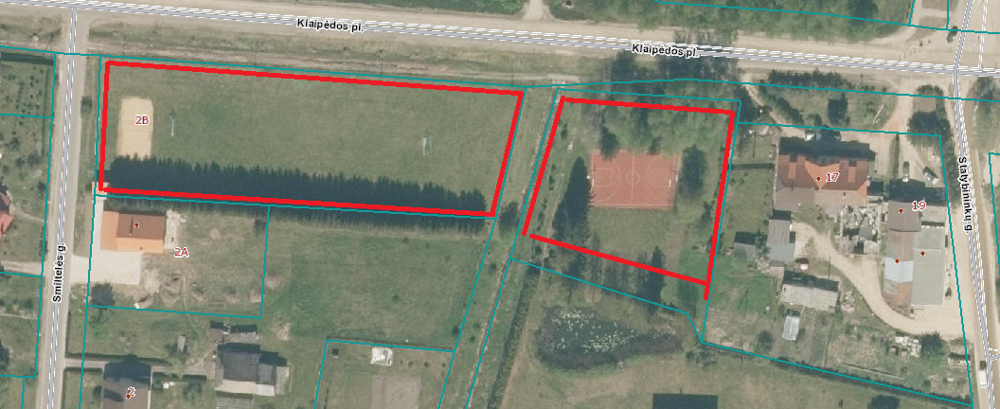 Klaipėdos pl.
Klaipėdos pl.
2B
17
Statybininkų g.
19
2A
Smiltelės g.
2